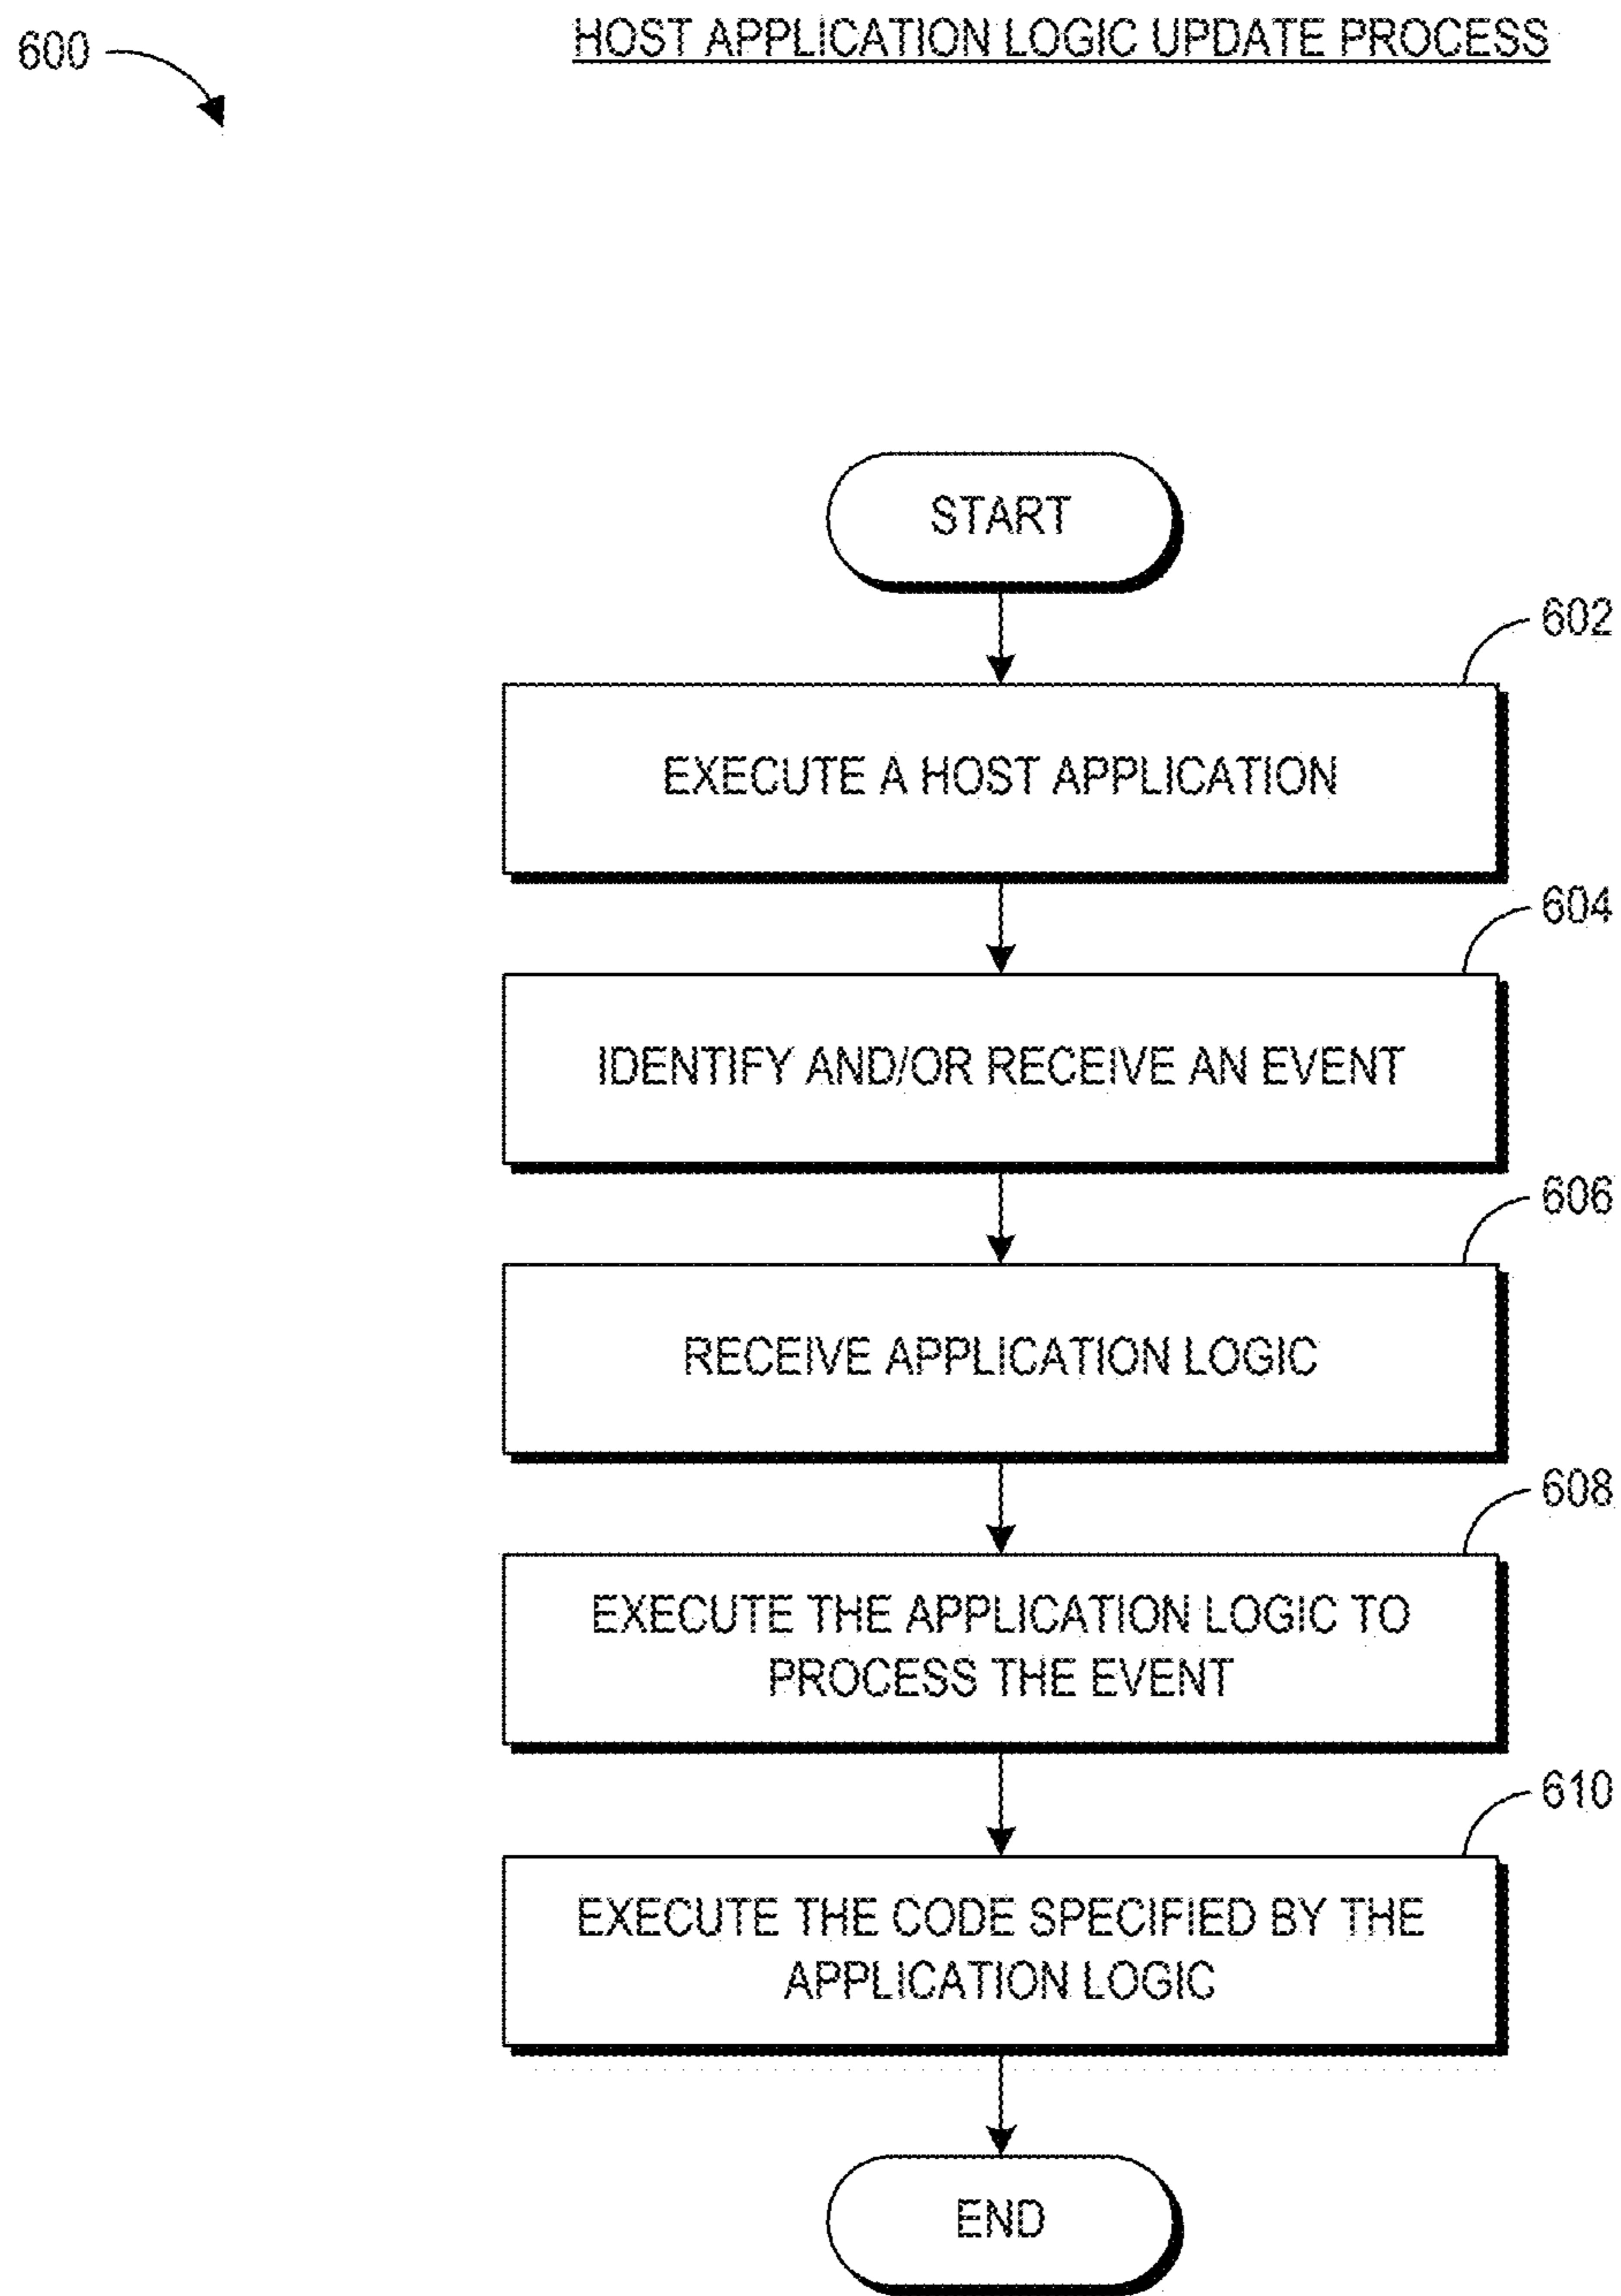 600
HOST APPLICATION LOGIC UPDATE PROCESS
START
602
EXECUTE A HOST APPLICATION
604
IDENTIFY AND/OR RECEIVE AN EVENT
606
RECEIVE APPLICATION LOGIC
608
EXECUTE THE APPLICATION LOGIC TO
PROCESS THE EVENT
610
EXECUTE THE CODE SPECIFIED BY THE
APPLICATION LOGIC
END